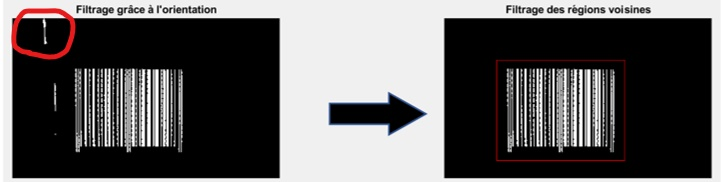 Filtrage grâce à l'orientation
Filtrage des régions voisines